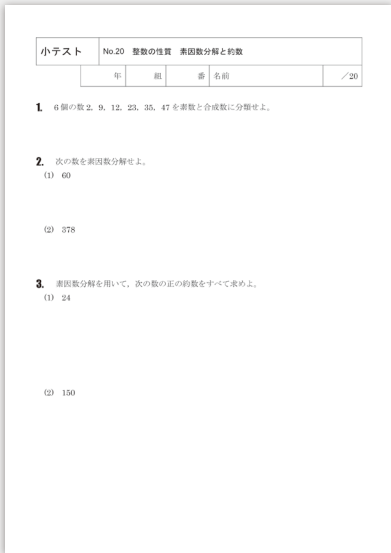 小テスト No.20 整数の性質 素因数分解と約数
年 組 番 名前 ／20
1. 6個の数2，9，12，23，35，47を素数と合成数に分類せよ。
2. 次の数を素因数分解せよ。
(1) 60
(2) 378
3. 素因数分解を用いて，次の数の正の約数をすべて求めよ。
(1) 24
(2) 150